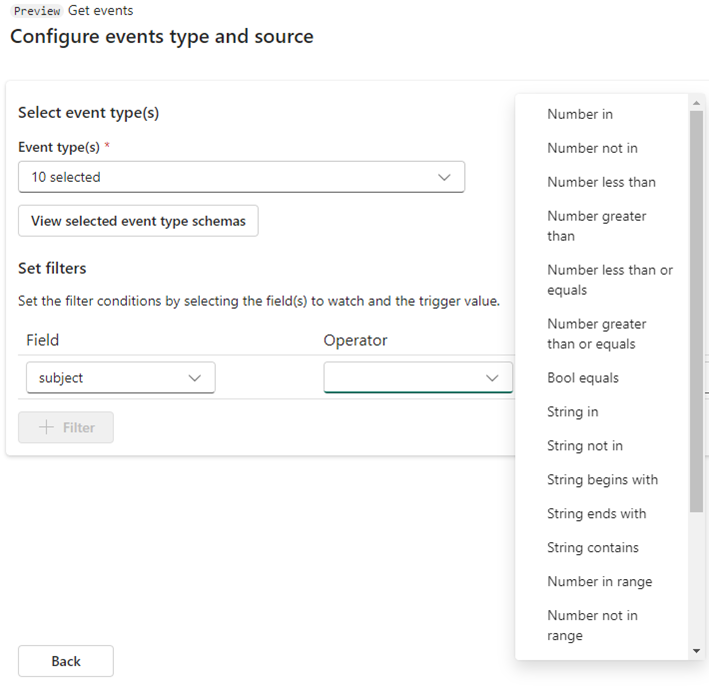 Preview Get events
Configure events type and source
Select event type(s)
Event type(s) *
10 selected
View selected event type schemas
Set filters
Set the filter conditions by selecting the field(s) to watch and the trigger value.
Field
Operator
subject
Filter
Back
Number in
Number not in
Number less than
Number greater
than
Number less than or
equals
Number greater
than or equals
Bool equals
String in
String not in
String begins with
String ends with
String contains
Number in range
Number not in
range